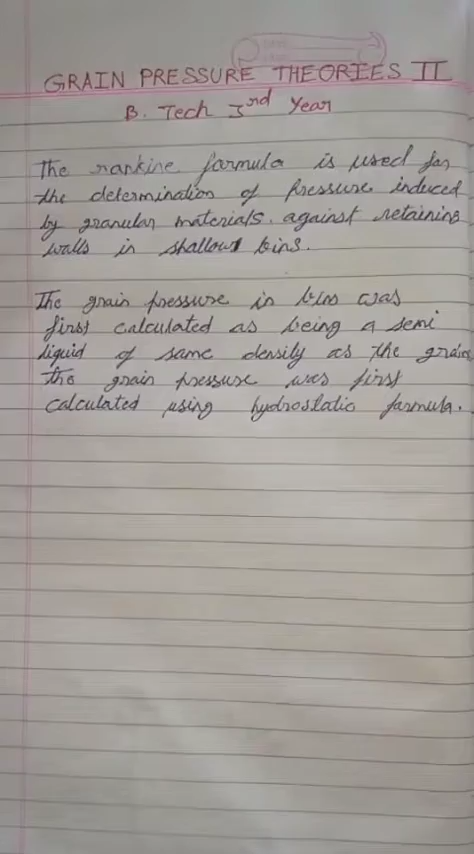 GRAIN PRESSURE THEORIES II
B. Tech 3rd Year
The rankine formula is used for
the determination of pressure induced
by granular materials against retaining
walls in shallow bins.
The grain pressure in bins was
first calculated as being a semi
liquid of same density as the grain
the grain pressure was first
calculated using hydrostatic formula.